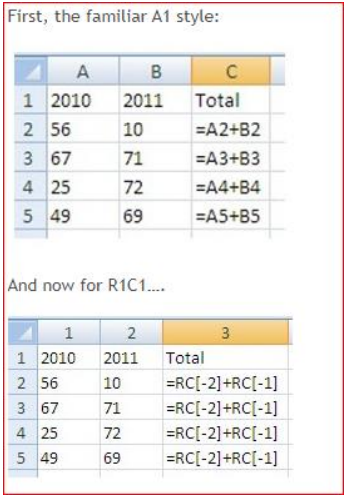 First, the familiar A1 style:
A B C
1 2010 2011 Total
2 56 10 =A2+B2
3 67 71 =A3+B3
4 25 72 =A4+B4
5 49 69 =A5+B5
And now for R1C1....
1 2 3
1 2010 2011 Total
2 56 10 =RC[-2]+RC[-1]
3 67 71 =RC[-2]+RC[-1]
4 25 72 =RC[-2]+RC[-1]
5 49 69 =RC[-2]+RC[-1]